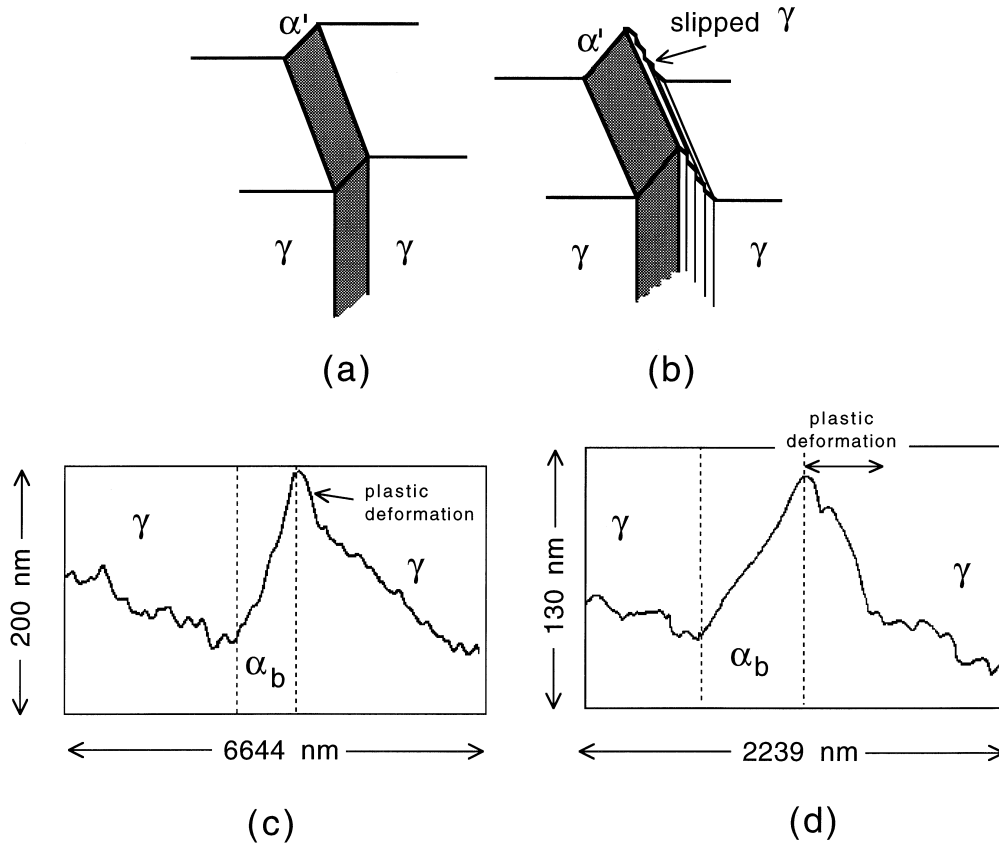 α'
γ
γ
(a)
α'
slipped γ
γ
γ
(b)
200 nm
γ
α_b
plastic
deformation
γ
6644 nm
(c)
130 nm
plastic
deformation
γ
α_b
γ
2239 nm
(d)